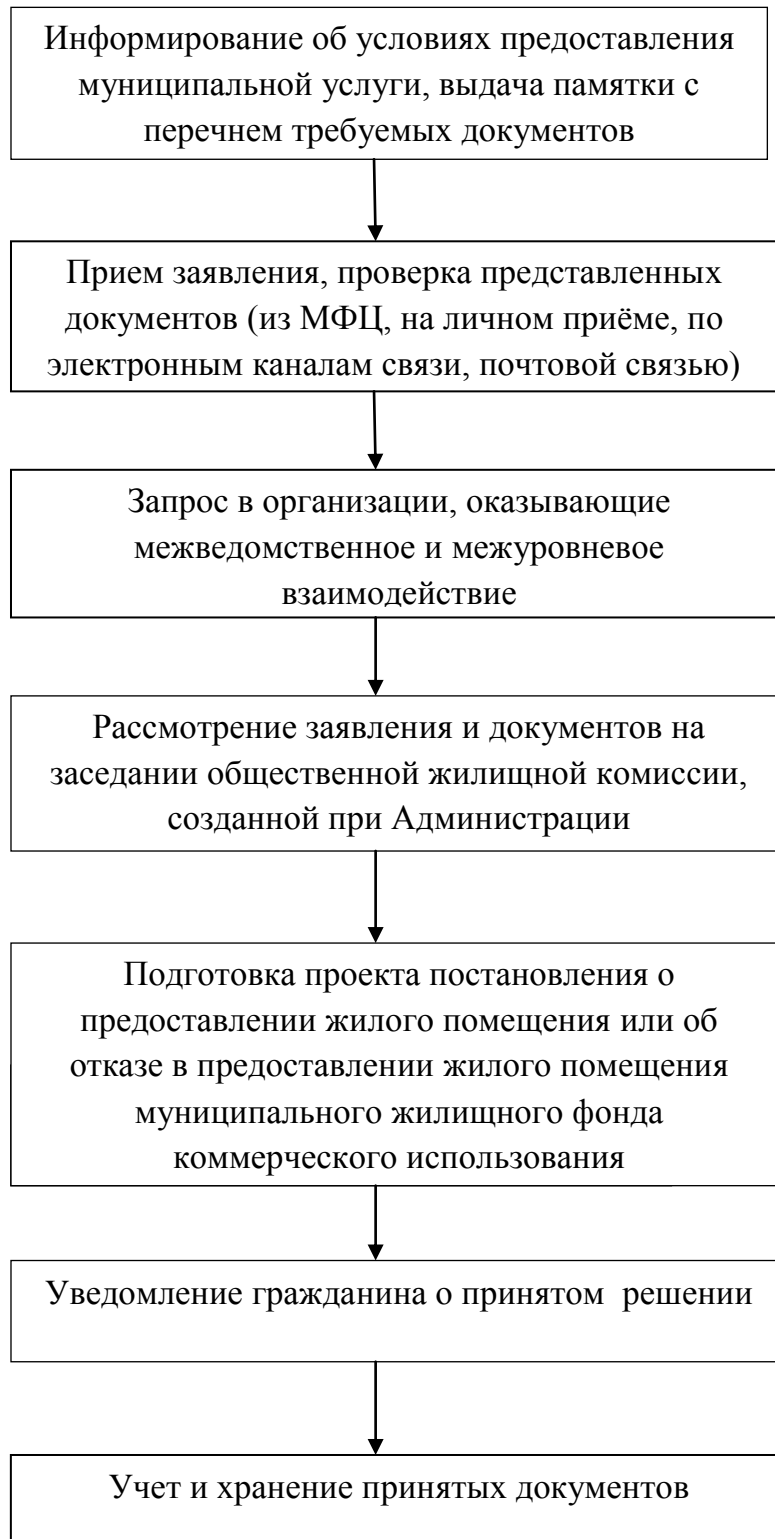 Информирование об условиях предоставления
муниципальной услуги, выдача памятки с
перечнем требуемых документов
Прием заявления, проверка представленных
документов (из МФЦ, на личном приёме, по
электронным каналам связи, почтовой связью)
Запрос в организации, оказывающие
межведомственное и межуровневое
взаимодействие
Рассмотрение заявления и документов на
заседании общественной жилищной комиссии,
созданной при Администрации
Подготовка проекта постановления о
предоставлении жилого помещения или об
отказе в предоставлении жилого помещения
муниципального жилищного фонда
коммерческого использования
Уведомление гражданина о принятом  решении
Учет и хранение принятых документов